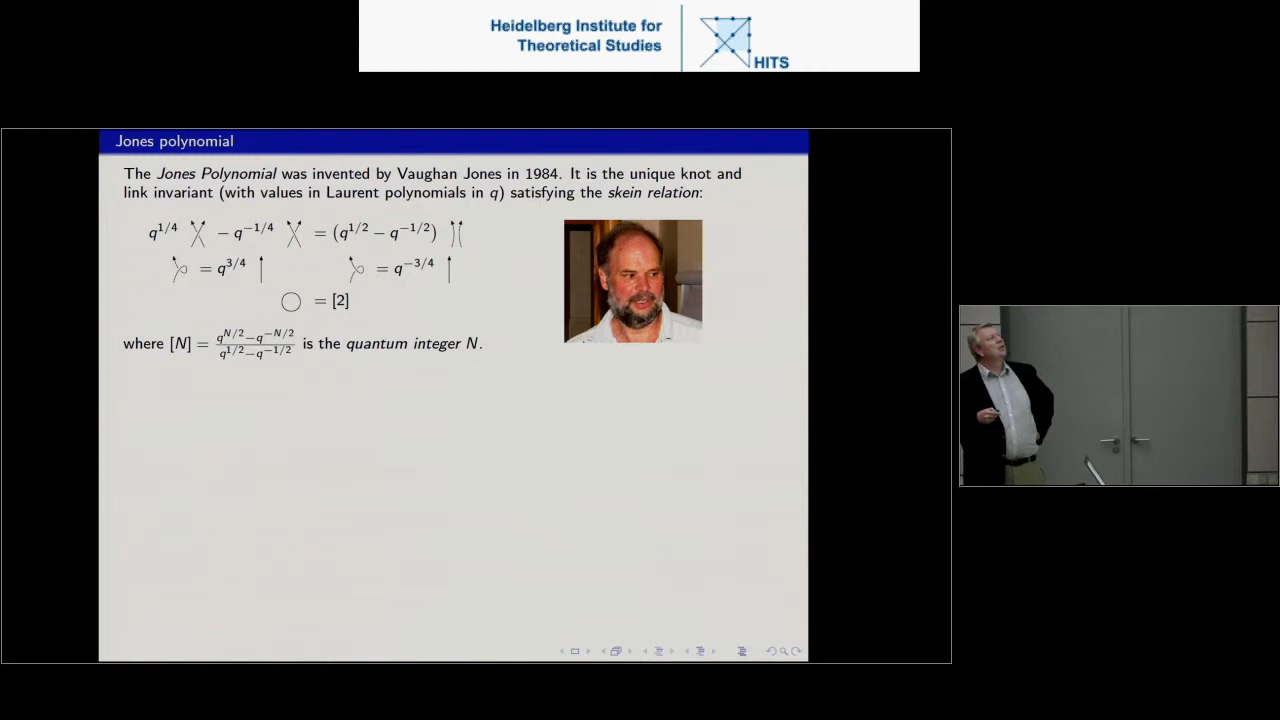 Heidelberg Institute for
Theoretical Studies
HITS
Jones polynomial
The Jones Polynomial was invented by Vaughan Jones in 1984. It is the unique knot and
link invariant (with values in Laurent polynomials in q) satisfying the skein relation:
q^{1/4} − q^{−1/4} = (q^{1/2} − q^{−1/2})
= q^{3/4} = q^{−3/4}
= [2]
where [N] = \frac{q^{N/2}−q^{−N/2}}{q^{1/2}−q^{−1/2}} is the quantum integer N.